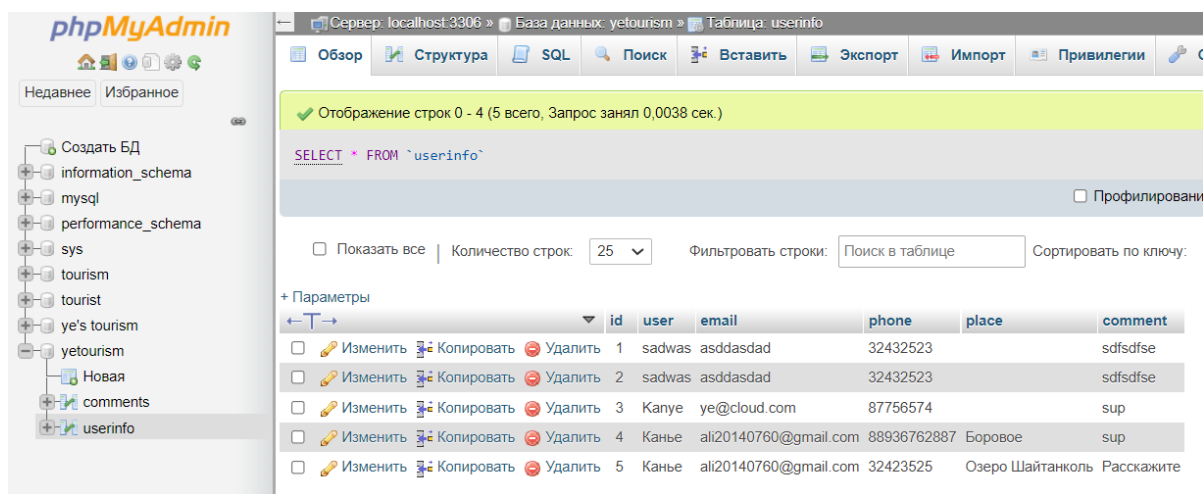 phpMyAdmin
Недавнее Избранное
Создать БД
information_schema
mysql
performance_schema
sys
tourism
tourist
ye's tourism
yetourism
Новая
comments
userinfo
← Сервер: localhost:3306 » База данных: yetourism » Таблица: userinfo
Обзор Структура SQL Поиск Вставить Экспорт Импорт Привилегии
Отображение строк 0 - 4 (5 всего, Запрос занял 0,0038 сек.)
SELECT * FROM `userinfo`
Профилировани
Показать все | Количество строк: 25 Фильтровать строки: Поиск в таблице Сортировать по ключу:
+ Параметры
←T→ id user email phone place comment
Изменить Копировать Удалить 1 sadwas asddasdad 32432523 sdfsdfse
Изменить Копировать Удалить 2 sadwas asddasdad 32432523 sdfsdfse
Изменить Копировать Удалить 3 Kanye ye@cloud.com 87756574 sup
Изменить Копировать Удалить 4 Канье ali20140760@gmail.com 88936762887 Боровое sup
Изменить Копировать Удалить 5 Канье ali20140760@gmail.com 32423525 Озеро Шайтанколь Расскажите